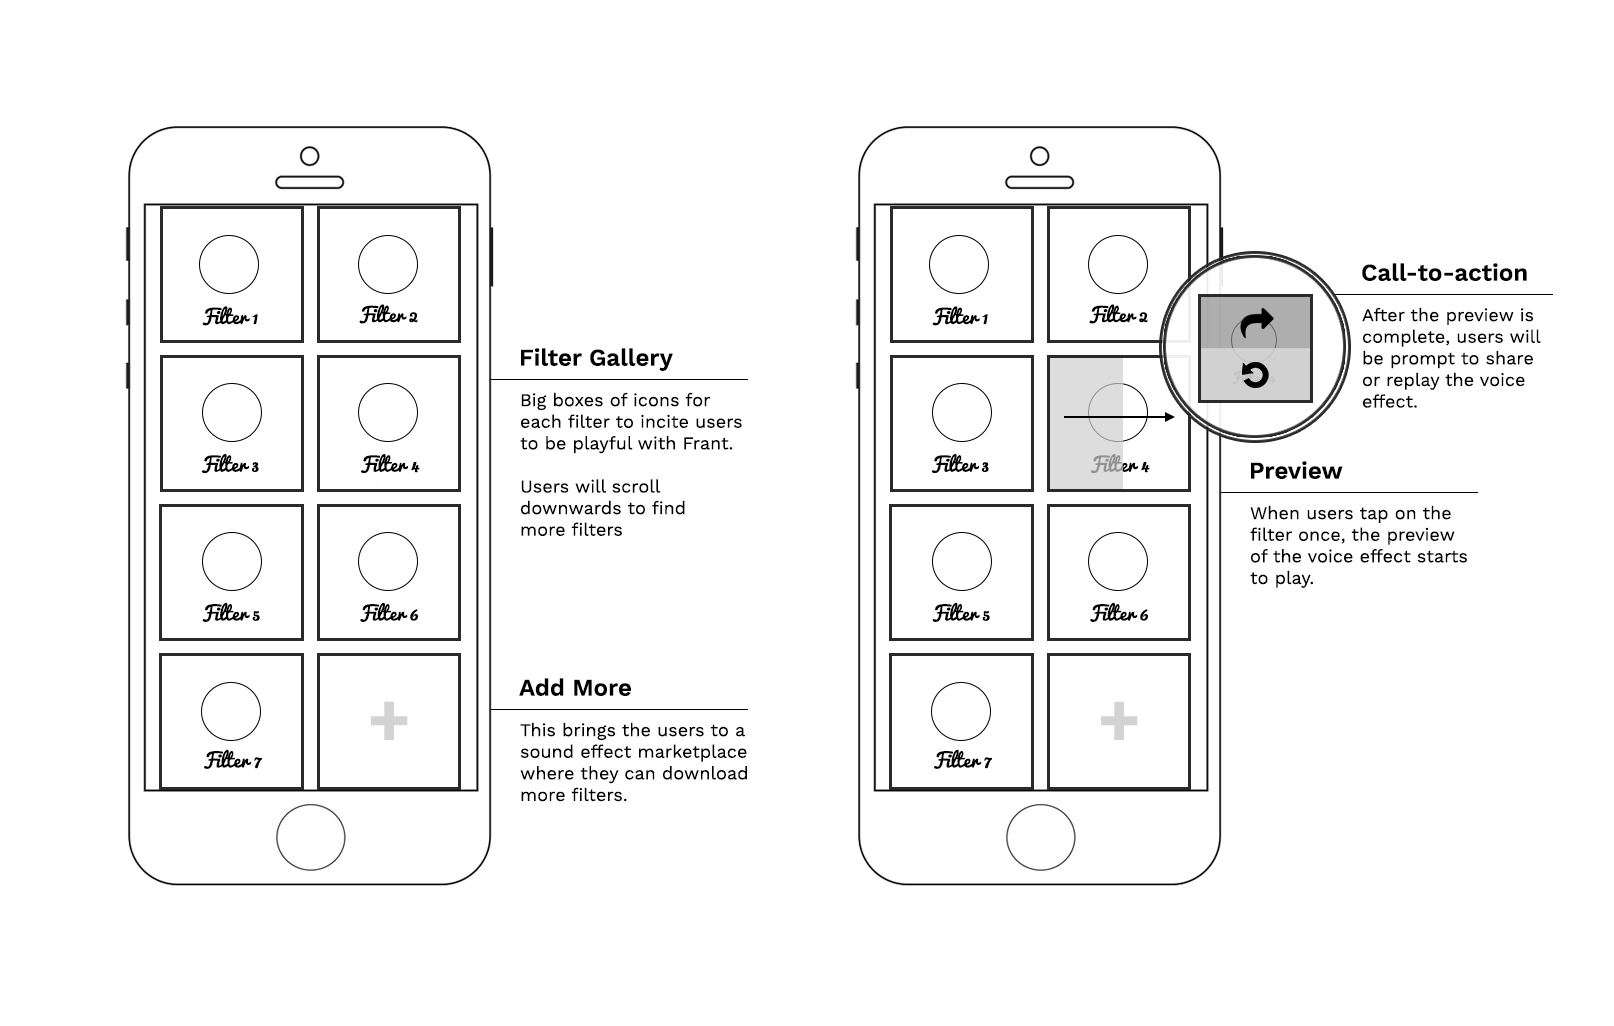 Filter 1
Filter 2
Filter 3
Filter 4
Filter 5
Filter 6
Filter 7
Filter Gallery
Big boxes of icons for
each filter to incite users
to be playful with Frant.
Users will scroll
downwards to find
more filters
Add More
This brings the users to a
sound effect marketplace
where they can download
more filters.
Filter 1
Filter 2
Filter 3
Filter 4
Filter 5
Filter 6
Filter 7
Call-to-action
After the preview is
complete, users will
be prompt to share
or replay the voice
effect.
Preview
When users tap on the
filter once, the preview
of the voice effect starts
to play.